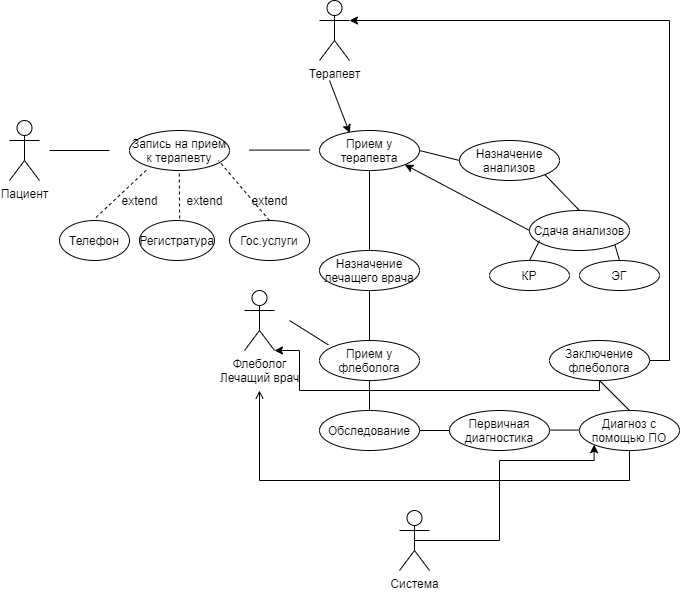 Терапевт
Пациент
Запись на прием
к терапевту
Прием у
терапевта
Назначение
анализов
extend
extend
extend
Телефон
Регистратура
Гос.услуги
Сдача анализов
КР
ЭГ
Назначение
лечащего врача
Флеболог
Лечащий врач
Прием у
флеболога
Заключение
флеболога
Обследование
Первичная
диагностика
Диагноз с
помощью ПО
Система